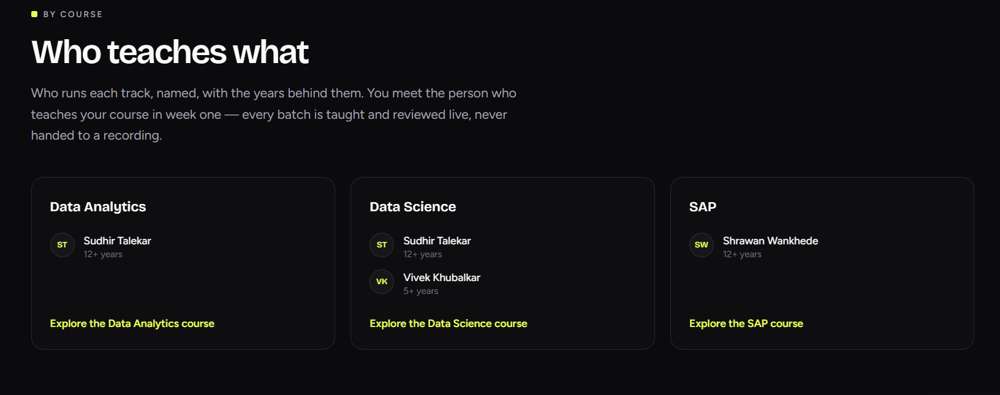 BY COURSE
Who teaches what
Who runs each track, named, with the years behind them. You meet the person who
teaches your course in week one — every batch is taught and reviewed live, never
handed to a recording.
Data Analytics
ST
Sudhir Talekar
12+ years
Explore the Data Analytics course
Data Science
ST
Sudhir Talekar
12+ years
VK
Vivek Khubalkar
5+ years
Explore the Data Science course
SAP
SW
Shrawan Wankhede
12+ years
Explore the SAP course